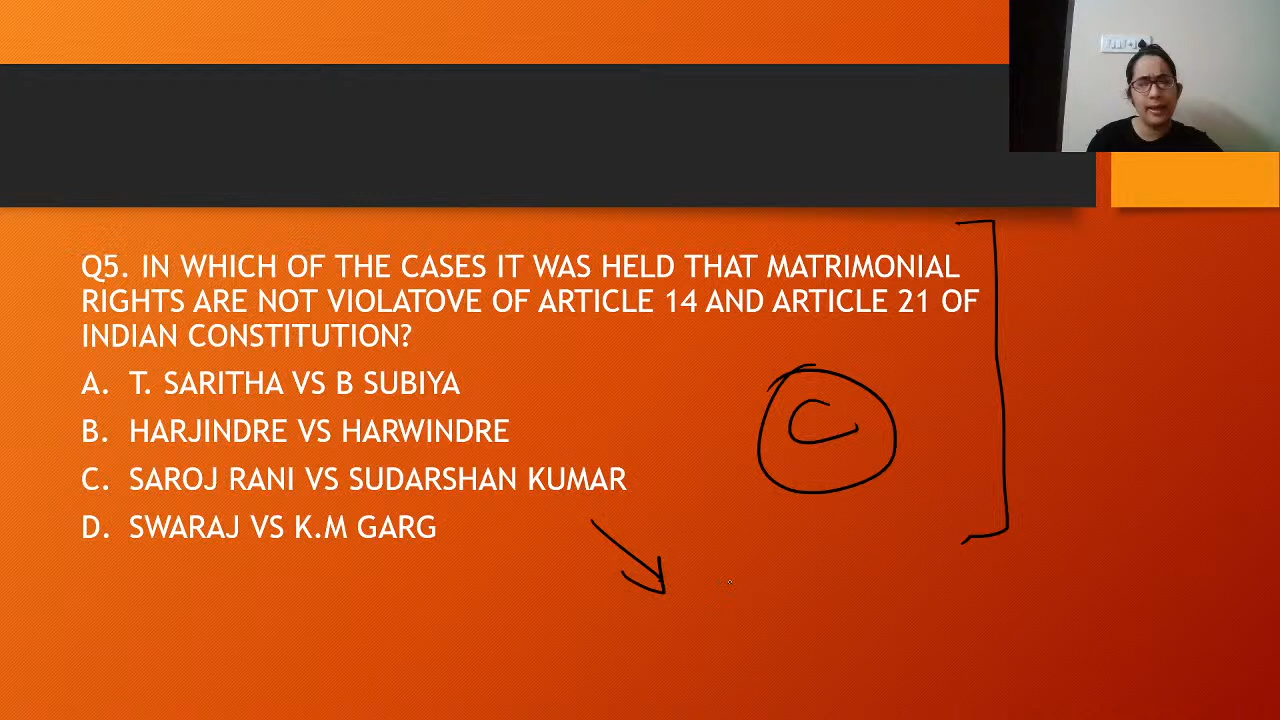 Q5. IN WHICH OF THE CASES IT WAS HELD THAT MATRIMONIAL
RIGHTS ARE NOT VIOLATOVE OF ARTICLE 14 AND ARTICLE 21 OF
INDIAN CONSTITUTION?
A. T. SARITHA VS B SUBIYA
B. HARJINDRE VS HARWINDRE
C. SAROJ RANI VS SUDARSHAN KUMAR
D. SWARAJ VS K.M GARG
C